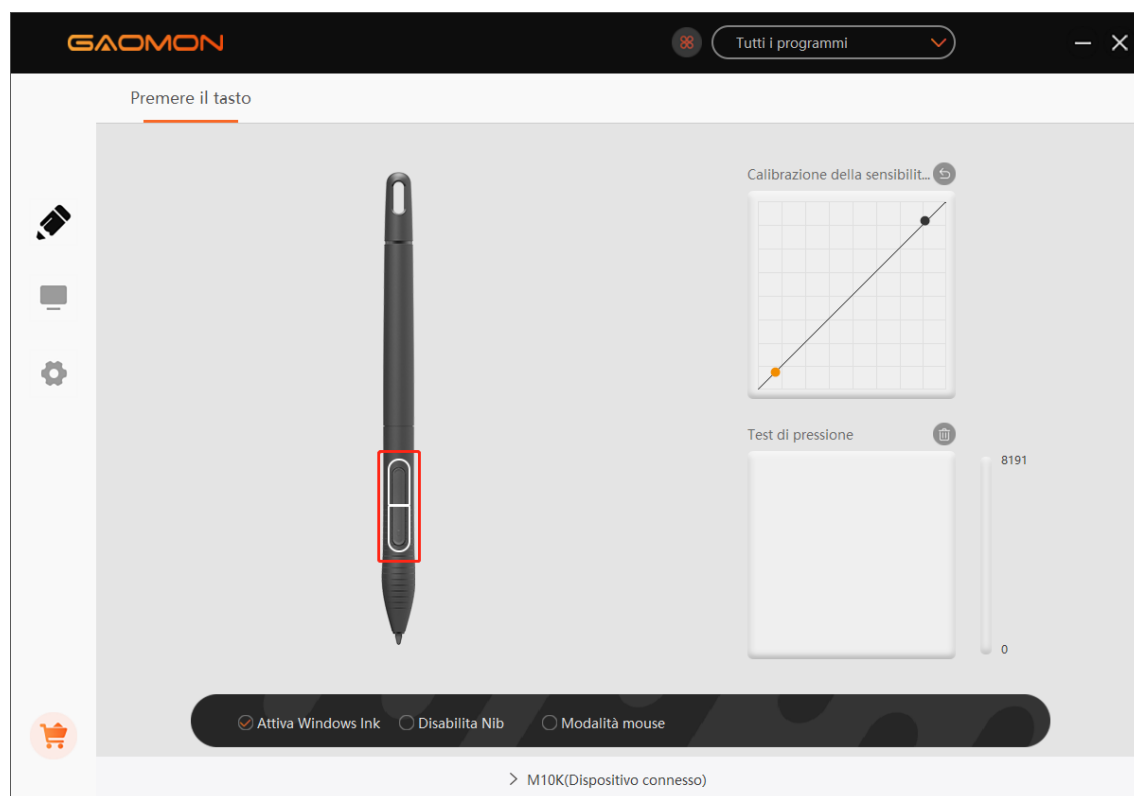 GAOMON
Tutti i programmi
Premere il tasto
Calibrazione della sensibilit...
Test di pressione
8191
0
Attiva Windows Ink
Disabilita Nib
Modalità mouse
M10K(Dispositivo connesso)